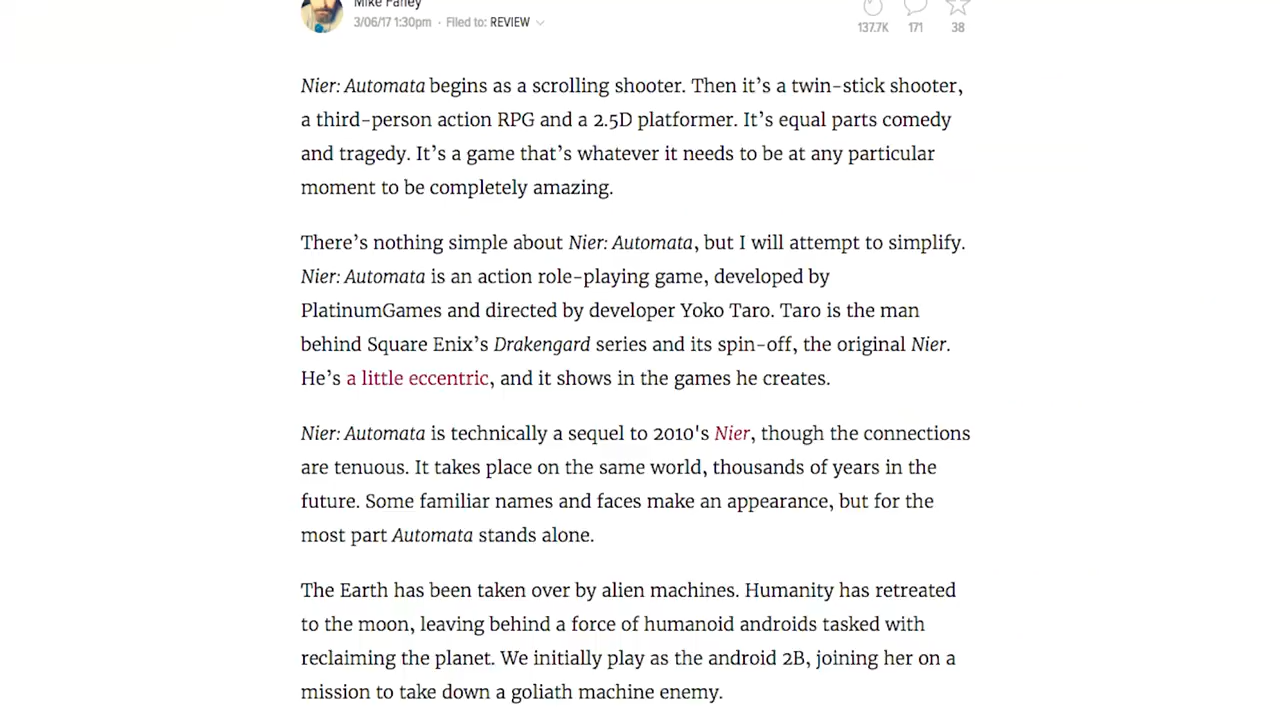 Mike Fahey
3/06/17 1:30pm · Filed to: REVIEW
137.7K 171 38
Nier: Automata begins as a scrolling shooter. Then it’s a twin-stick shooter,
a third-person action RPG and a 2.5D platformer. It’s equal parts comedy
and tragedy. It’s a game that’s whatever it needs to be at any particular
moment to be completely amazing.
There’s nothing simple about Nier: Automata, but I will attempt to simplify.
Nier: Automata is an action role-playing game, developed by
PlatinumGames and directed by developer Yoko Taro. Taro is the man
behind Square Enix’s Drakengard series and its spin-off, the original Nier.
He’s a little eccentric, and it shows in the games he creates.
Nier: Automata is technically a sequel to 2010's Nier, though the connections
are tenuous. It takes place on the same world, thousands of years in the
future. Some familiar names and faces make an appearance, but for the
most part Automata stands alone.
The Earth has been taken over by alien machines. Humanity has retreated
to the moon, leaving behind a force of humanoid androids tasked with
reclaiming the planet. We initially play as the android 2B, joining her on a
mission to take down a goliath machine enemy.